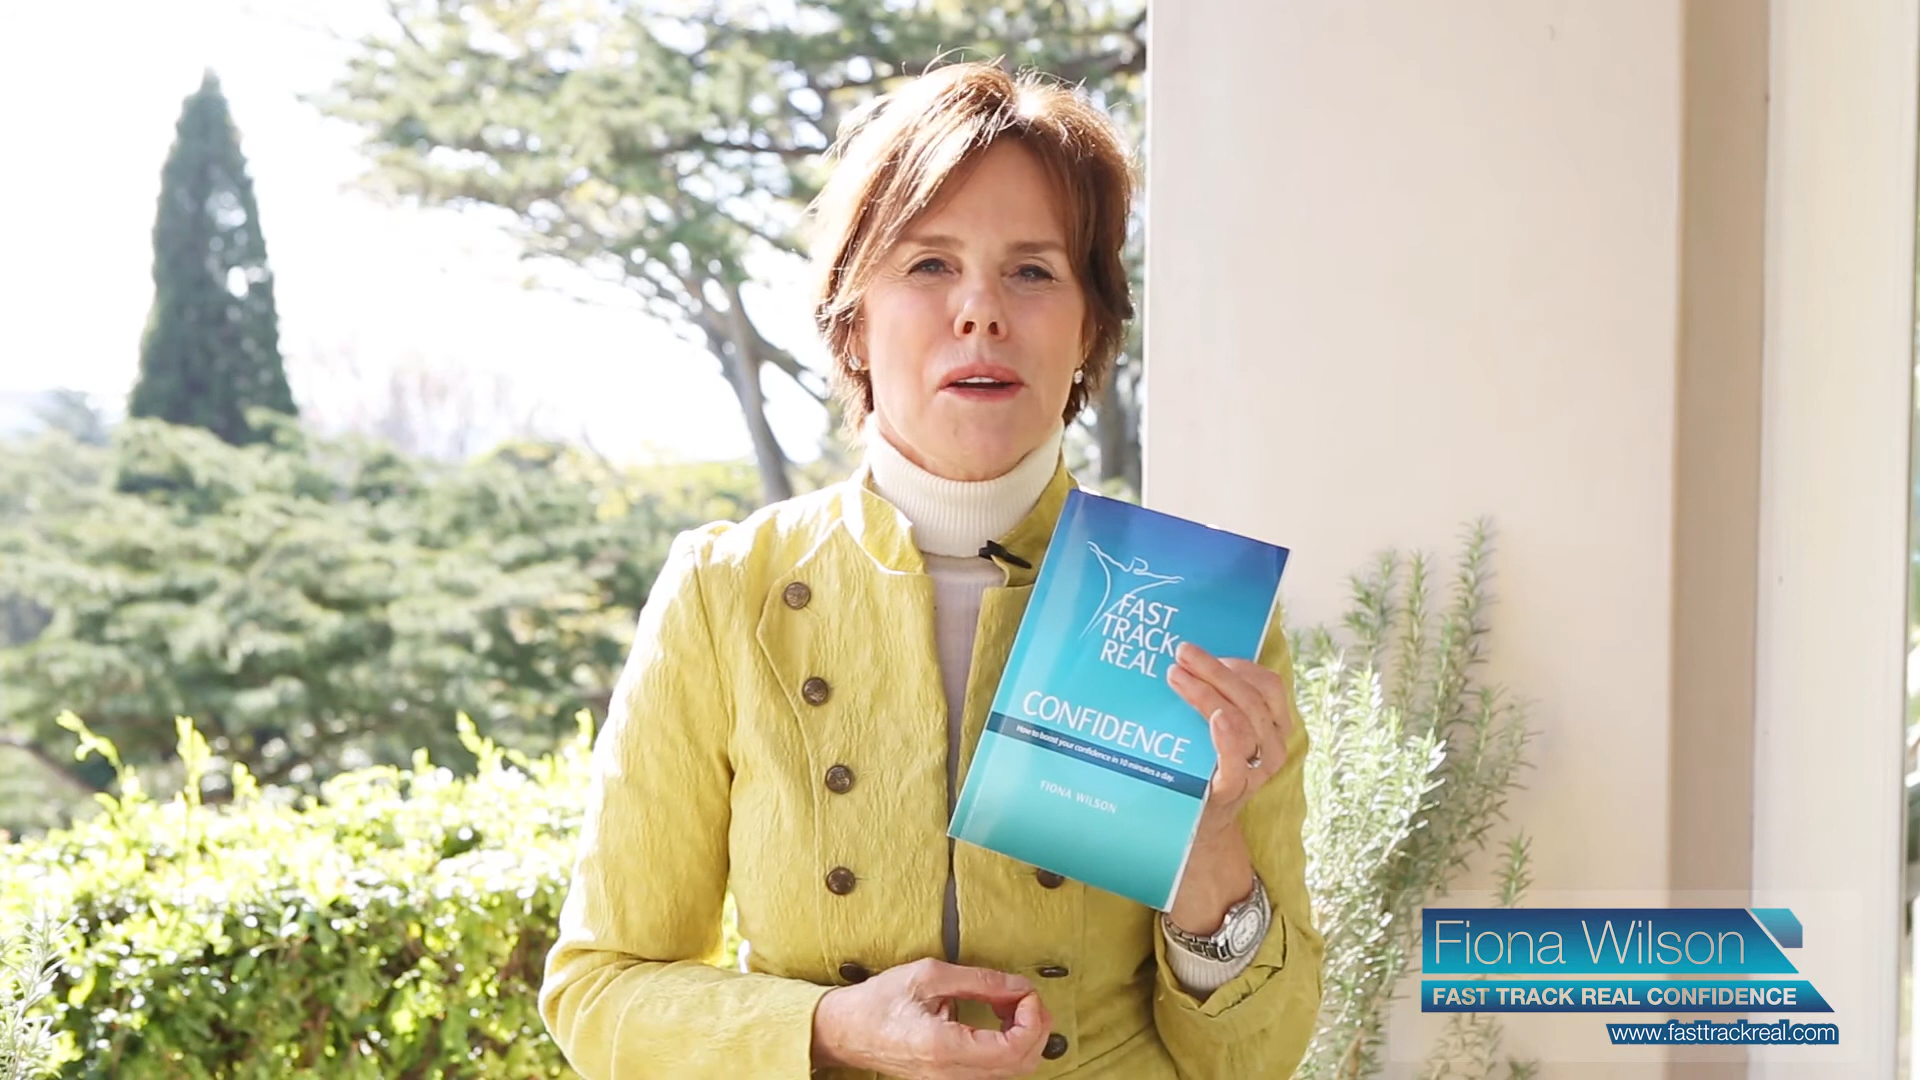 FAST
TRACK
REAL
CONFIDENCE
How to boost your confidence in 10 minutes a day.
FIONA WILSON
Fiona Wilson
FAST TRACK REAL CONFIDENCE
www.fasttrackreal.com